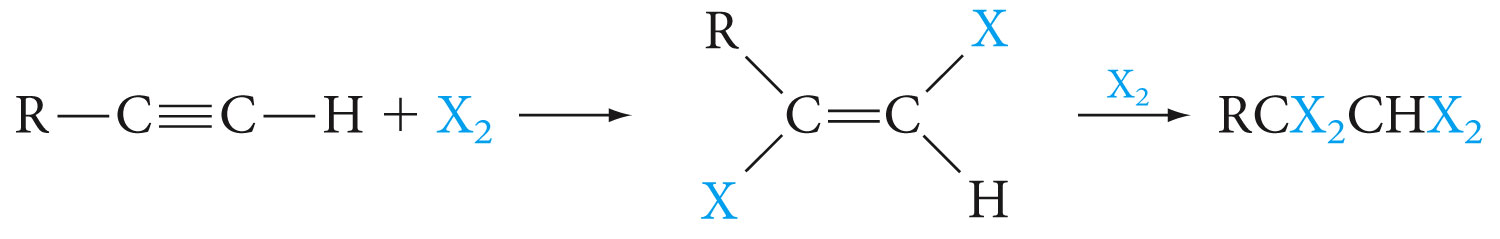 R X
R—C≡C—H + X₂ C=C X₂ RCX₂CHX₂
X H